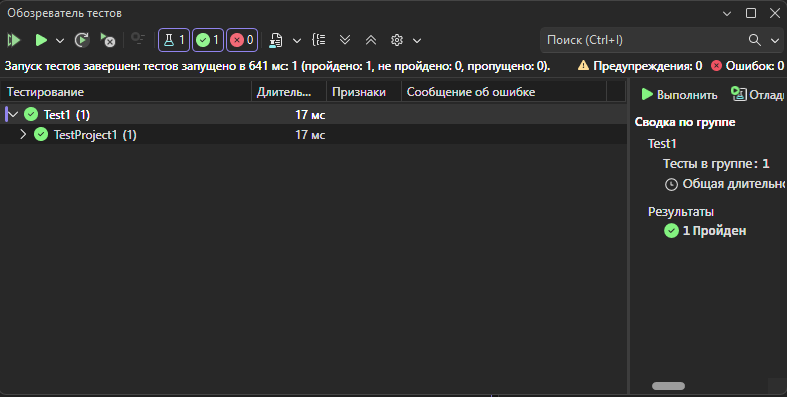 Обозреватель тестов
1 1 0 Поиск (Ctrl+I)
Запуск тестов завершен: тестов запущено в 641 мс: 1 (пройдено: 1, не пройдено: 0, пропущено: 0). Предупреждения: 0 Ошибок: 0
Тестирование Длитель... Признаки Сообщение об ошибке
Test1 (1) 17 мс
TestProject1 (1) 17 мс
Выполнить Отлад
Сводка по группе
Test1
Тесты в группе: 1
Общая длительно
Результаты
1 Пройден